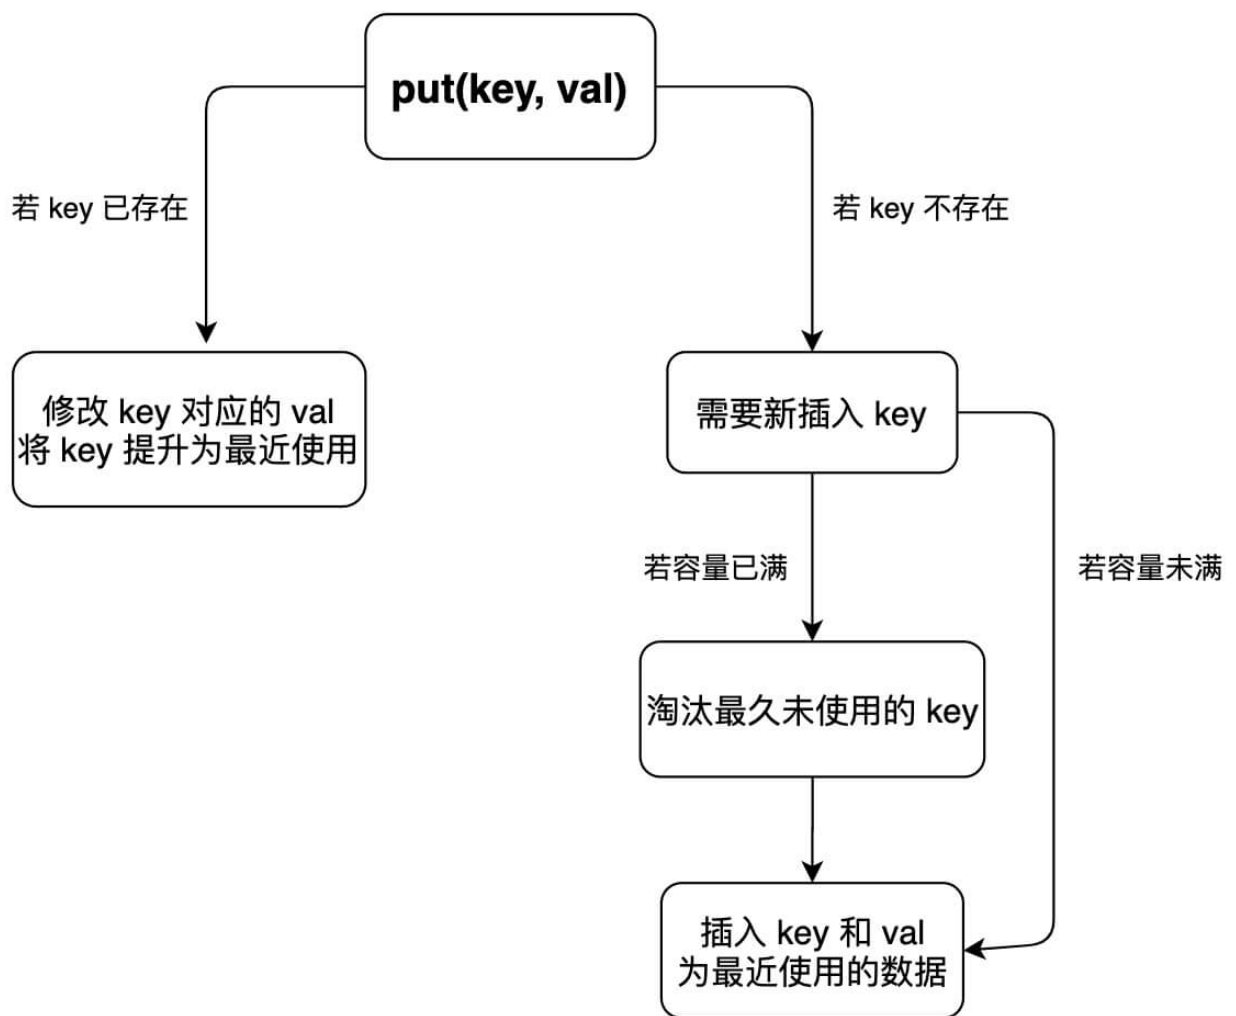 put(key, val)
若 key 已存在
若 key 不存在
修改 key 对应的 val
将 key 提升为最近使用
需要新插入 key
若容量已满
若容量未满
淘汰最久未使用的 key
插入 key 和 val
为最近使用的数据